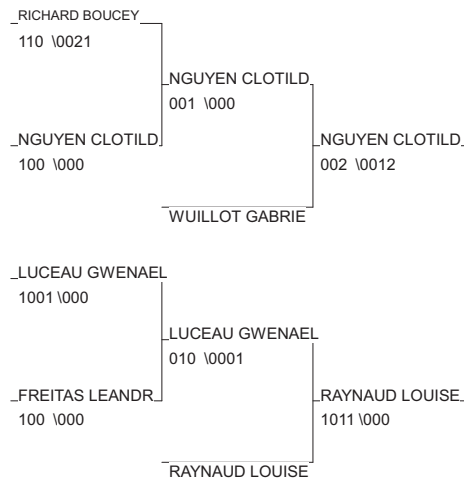 RICHARD BOUCEY
110 \0021
NGUYEN CLOTILD
001 \000
NGUYEN CLOTILD
100 \000
NGUYEN CLOTILD
002 \0012
WUILLOT GABRIE
LUCEAU GWENAEL
1001 \000
LUCEAU GWENAEL
010 \0001
FREITAS LEANDR
100 \000
RAYNAUD LOUISE
1011 \000
RAYNAUD LOUISE